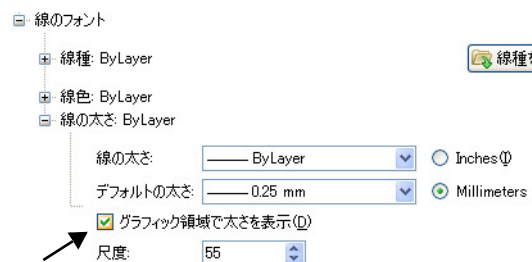 線のフォント
線種: ByLayer
線種を
線色: ByLayer
線の太さ: ByLayer
線の太さ: ByLayer Inches(I)
デフォルトの太さ: 0.25 mm Millimeters
グラフィック領域で太さを表示(D)
尺度: 55